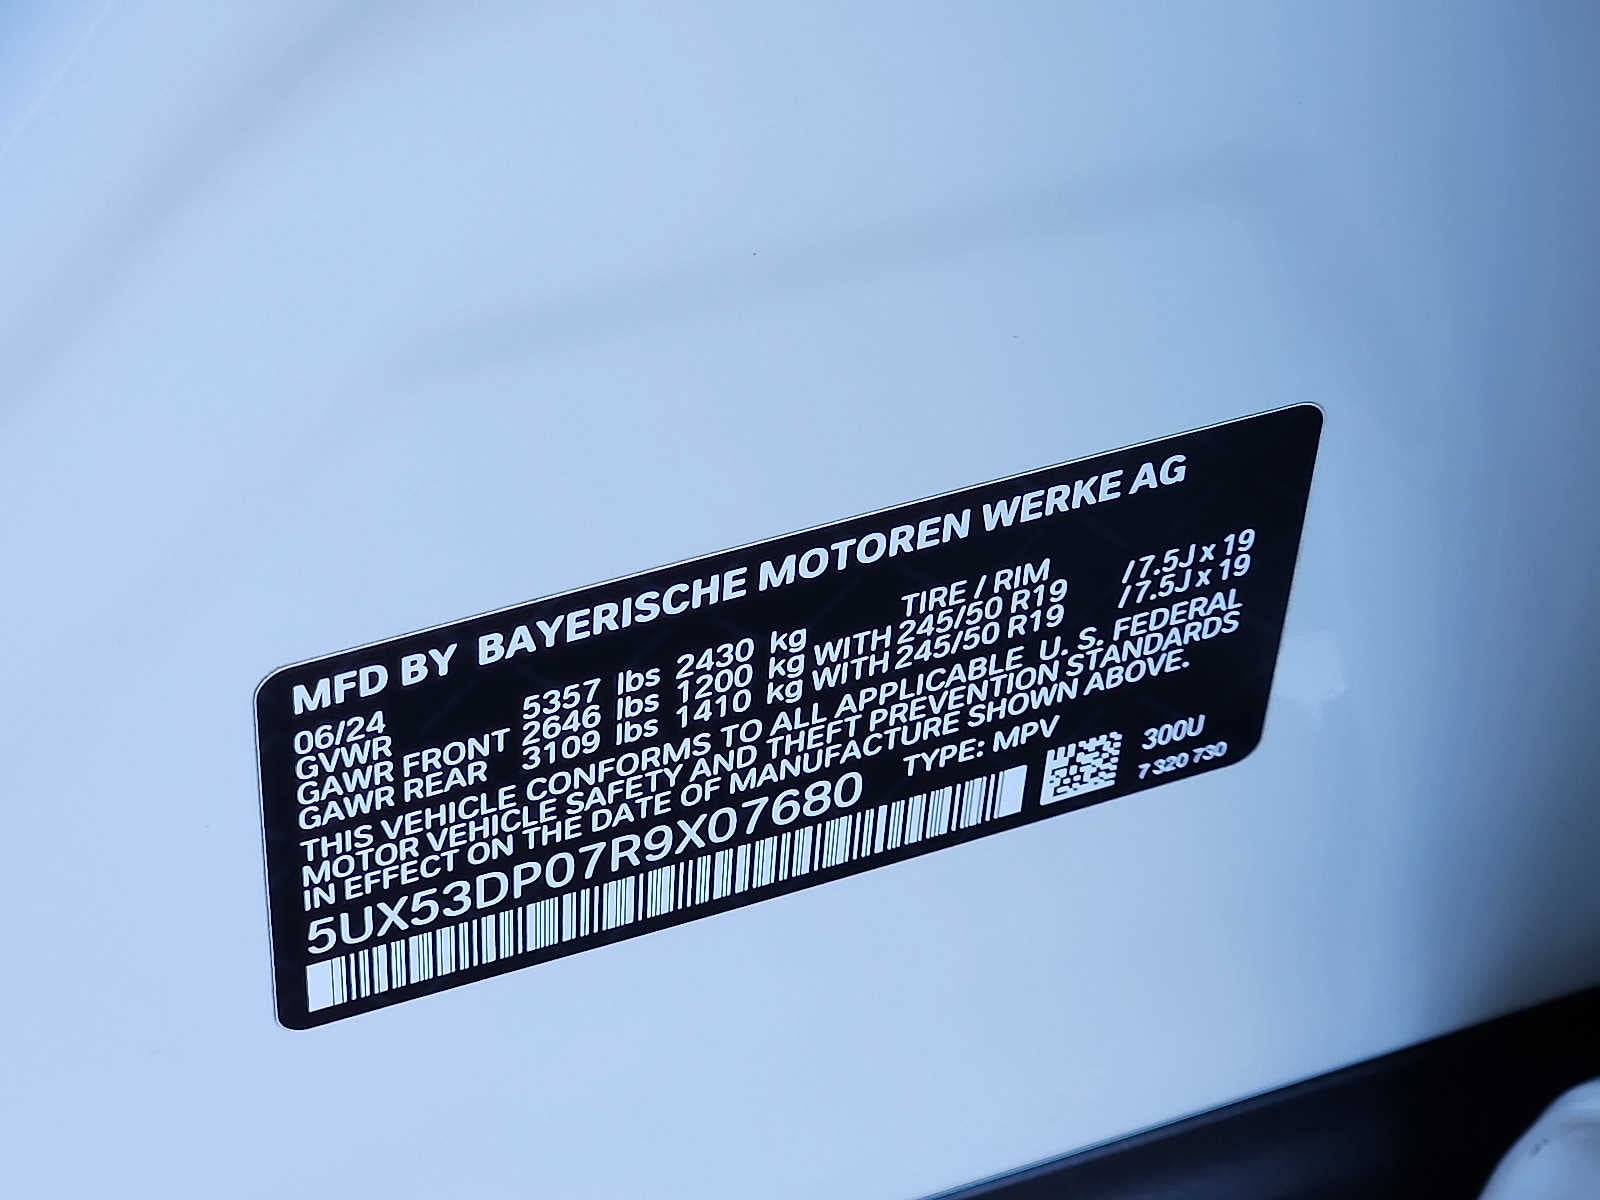 MFD BY BAYERISCHE MOTOREN WERKE AG
06/24 TIRE / RIM
GVWR 5357 lbs 2430 kg
GAWR FRONT 2646 lbs 1200 kg WITH 245/50 R19 / 7.5J x 19
GAWR REAR 3109 lbs 1410 kg WITH 245/50 R19 / 7.5J x 19
THIS VEHICLE CONFORMS TO ALL APPLICABLE U. S. FEDERAL
MOTOR VEHICLE SAFETY AND THEFT PREVENTION STANDARDS
IN EFFECT ON THE DATE OF MANUFACTURE SHOWN ABOVE.
5UX53DP07R9X07680 TYPE: MPV
300U
7 320 730